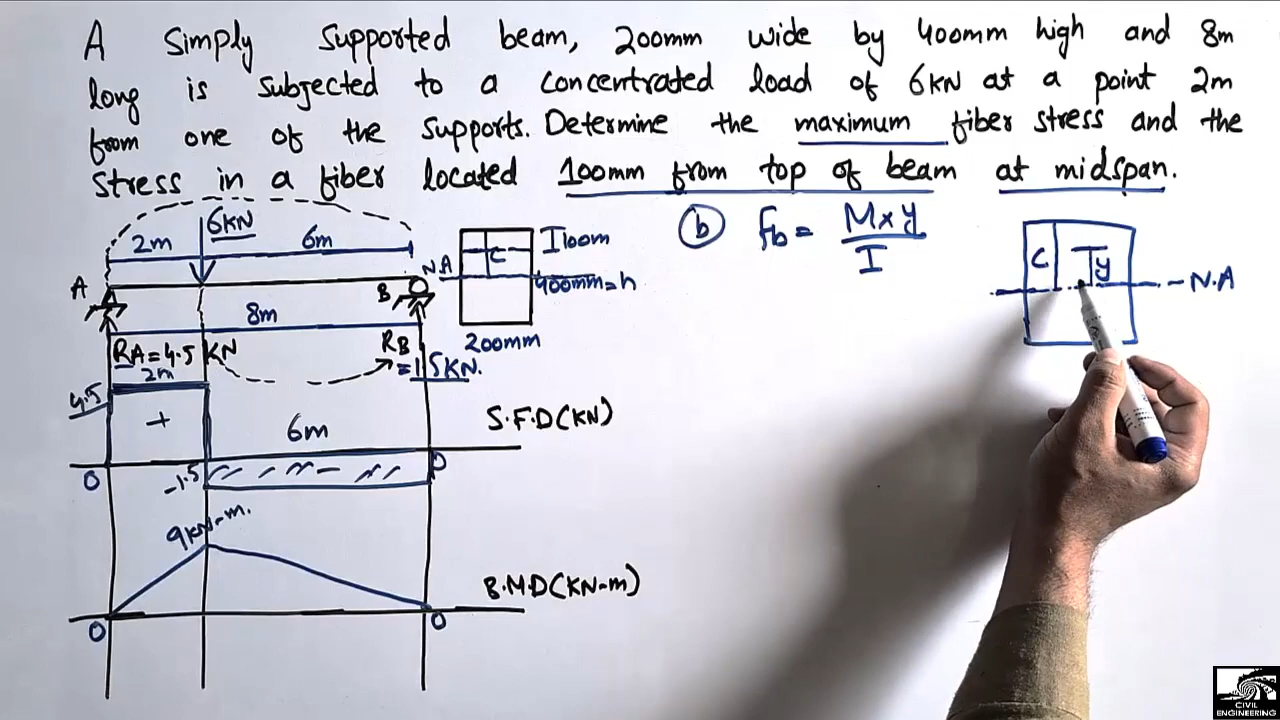 A Simply Supported beam, 200mm wide by 400mm high and 8m
long is subjected to a concentrated load of 6KN at a point 2m
from one of the supports. Determine the maximum fiber stress and the
stress in a fiber located 100mm from top of beam at midspan.
6KN
2m 6m
A B
8m
RA = 4.5 KN
RB = 1.5KN.
N.A
C
100m
400mm=h
200mm
b fb = M×y / I
C y
N.A
2m
4.5
+
6m
S.F.D(KN)
0 -1.5 0
9KN-m.
B.M.D(KN-m)
0 0
CIVIL
ENGINEERING